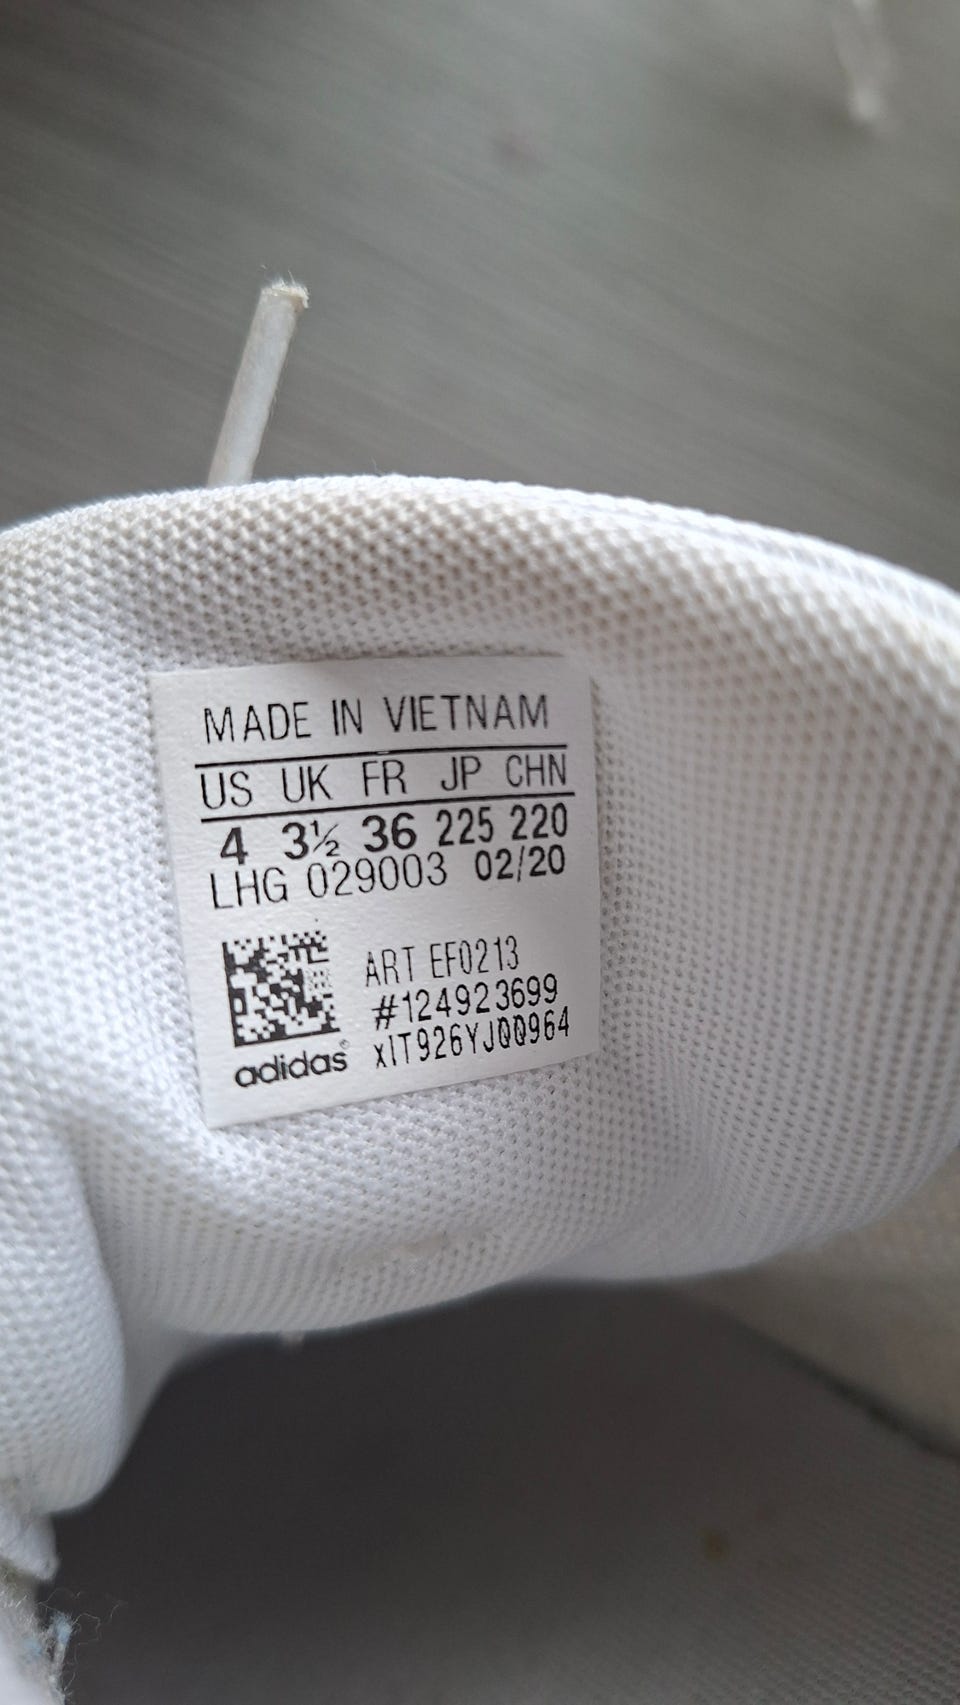 MADE IN VIETNAM
US UK FR JP CHN
4 3½ 36 225 220
LHG 029003 02/20
ART EF0213
#124923699
xIT926YJ00964
adidas®